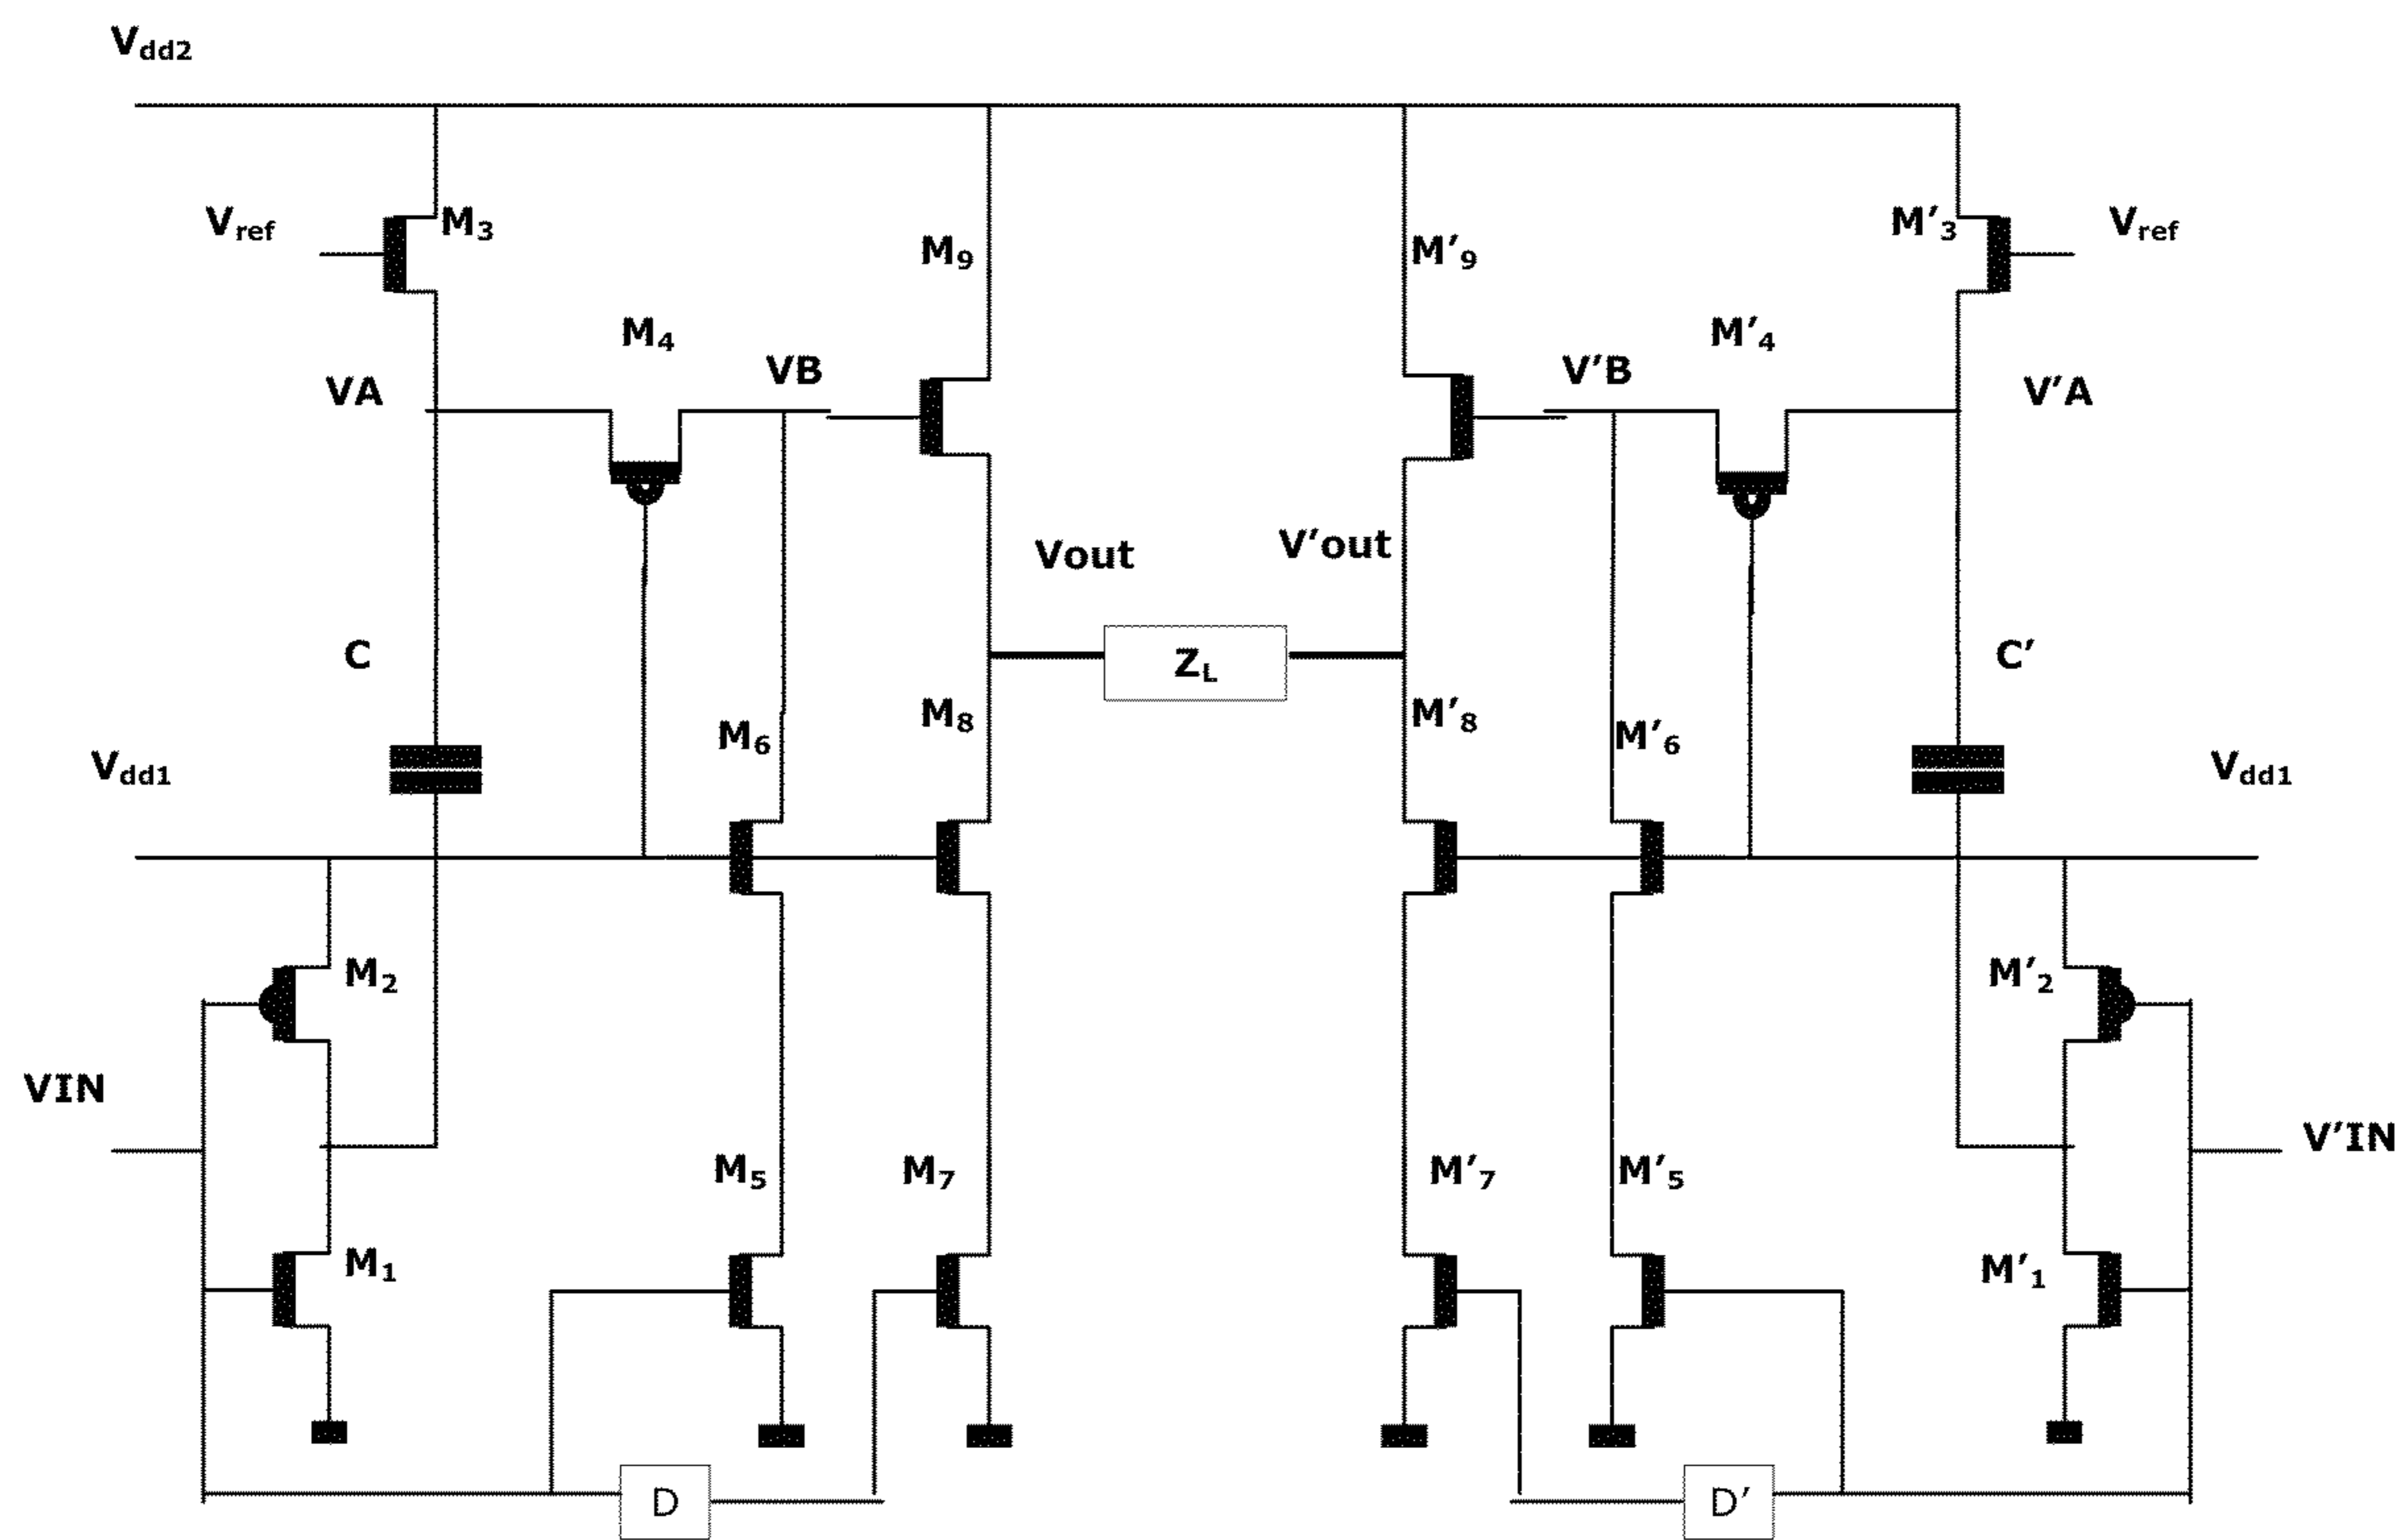 Vdd2
Vref M3 M'3 Vref
M9 M'9
M4 M'4
VA VB V'B V'A
Vout V'out
C ZL C'
M6 M8 M'8 M'6
Vdd1 Vdd1
M2 M'2
VIN V'IN
M5 M7 M'7 M'5
M1 M'1
D D'